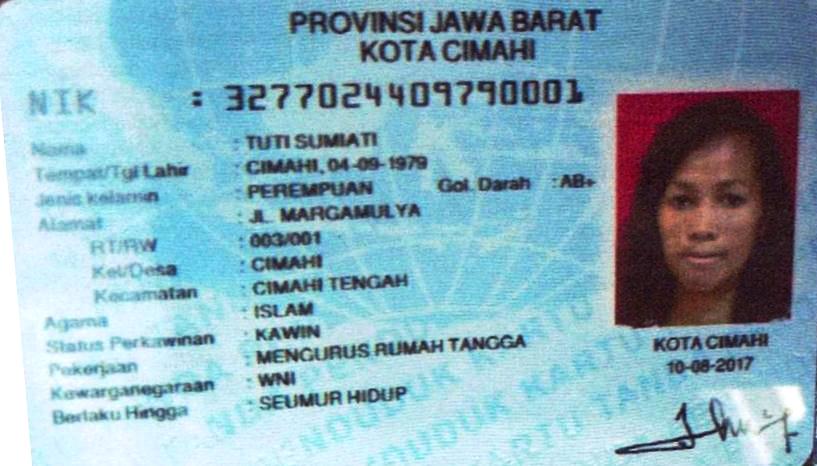 PROVINSI JAWA BARAT
KOTA CIMAHI
NIK : 3277024409790001
Nama : TUTI SUMIATI
Tempat/Tgl Lahir : CIMAHI, 04-09-1979
Jenis kelamin : PEREMPUAN Gol. Darah : AB+
Alamat : JL. MARGAMULYA
RT/RW : 003/001
Kel/Desa : CIMAHI
Kecamatan : CIMAHI TENGAH
Agama : ISLAM
Status Perkawinan : KAWIN
Pekerjaan : MENGURUS RUMAH TANGGA
Kewarganegaraan : WNI
Berlaku Hingga : SEUMUR HIDUP
KOTA CIMAHI
10-08-2017